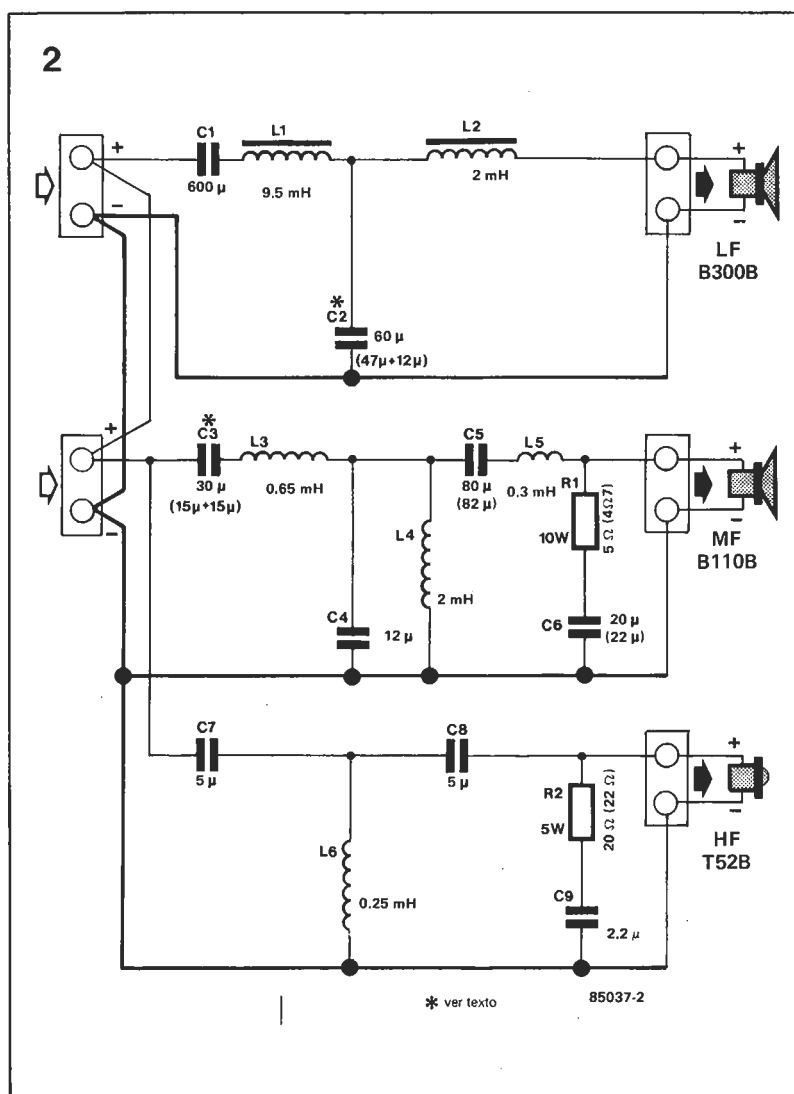 2
+
C1
600 µ
L1
9.5 mH
L2
2 mH
+
−
−
LF
B300B
*
C2
60 µ
(47µ+12µ)
+
*
C3
30 µ
(15µ+15µ)
L3
0.65 mH
C5
80 µ
(82 µ)
L5
0.3 mH
R1
10W
5 Ω (4Ω7)
+
−
−
MF
B110B
L4
2 mH
C4
12 µ
C6
20 µ
(22 µ)
C7
5 µ
C8
5 µ
R2
5W
20 Ω (22 Ω)
+
−
HF
T52B
L6
0.25 mH
C9
2.2 µ
* ver texto
85037-2